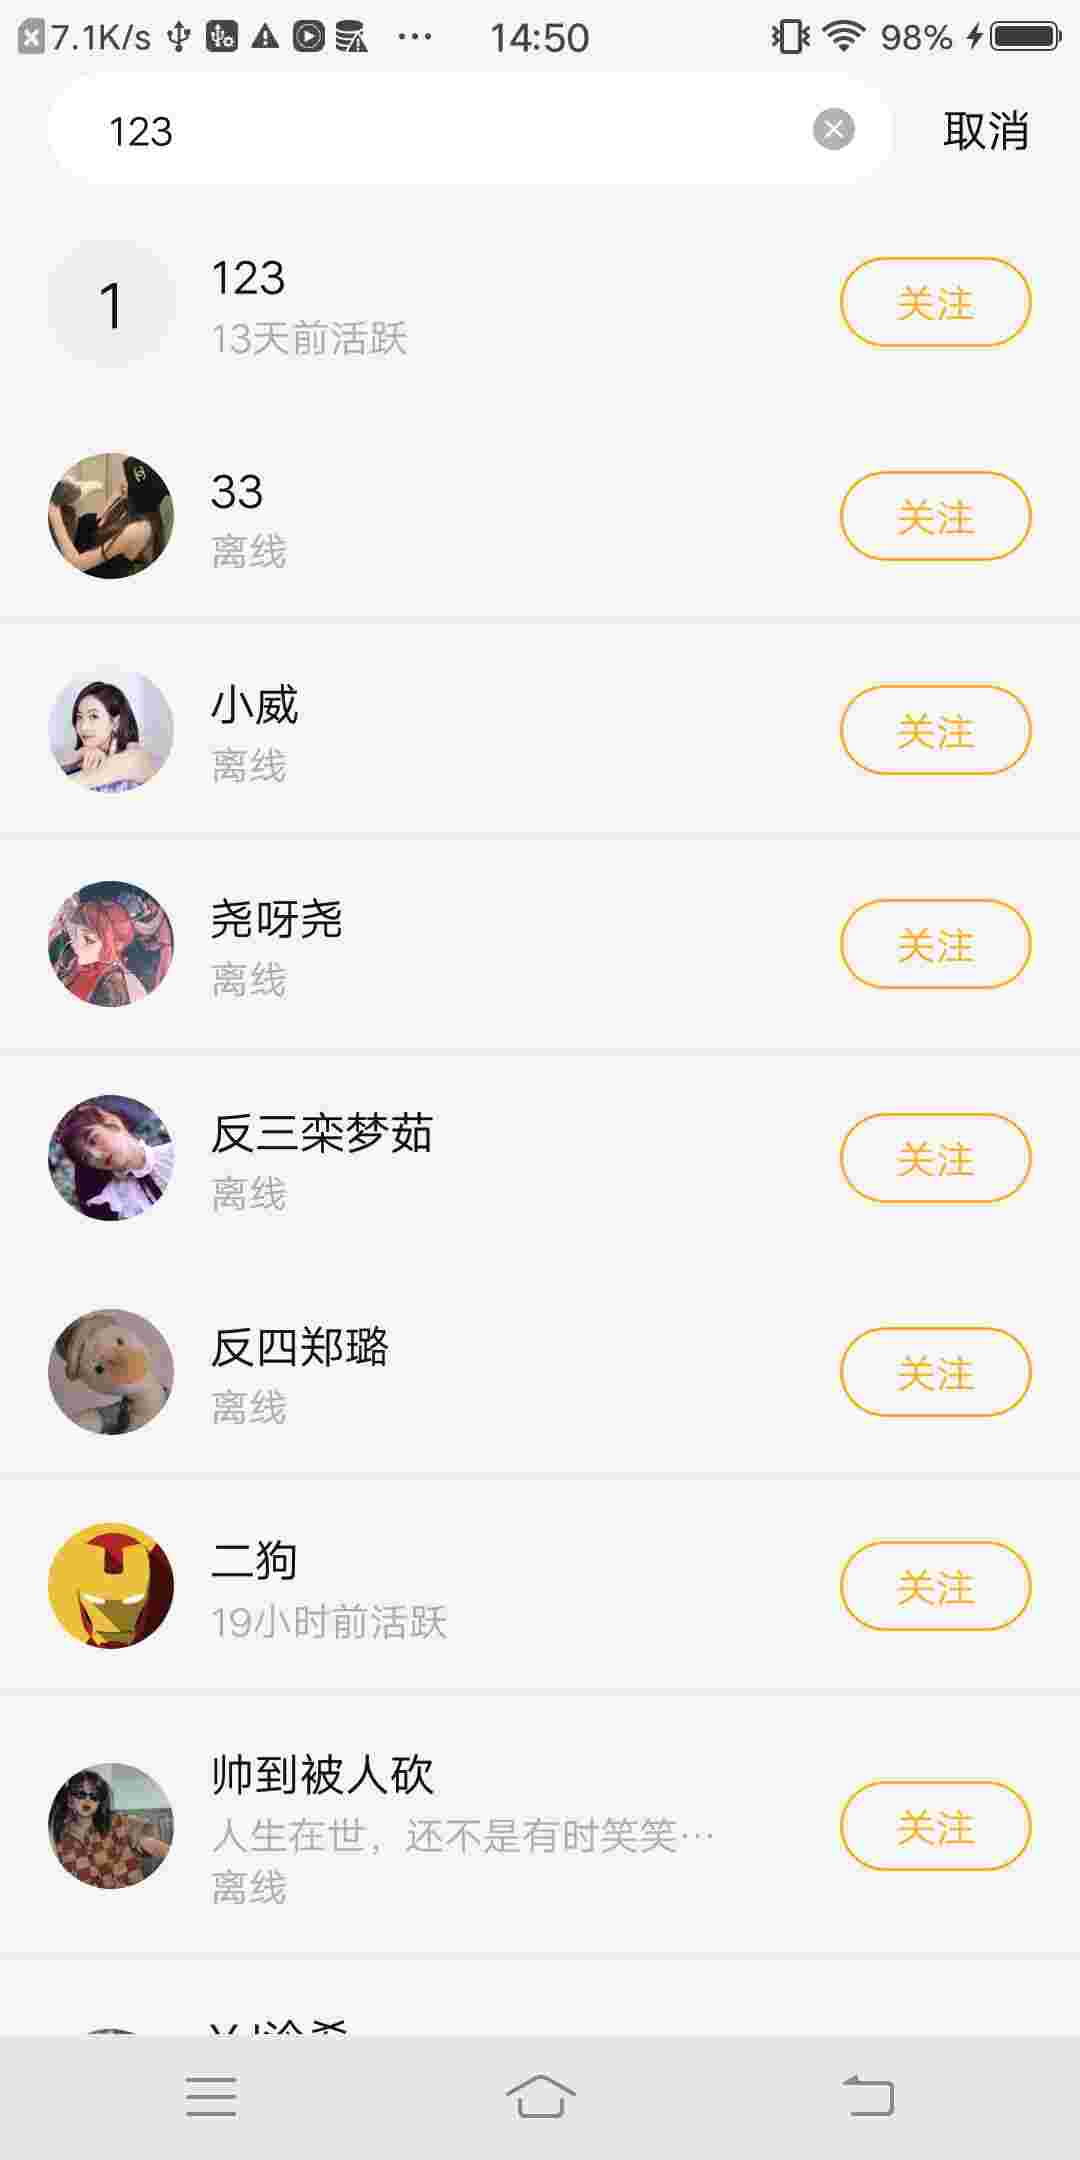 7.1K/s 14:50 98%
123 取消
1
123
13天前活跃
关注
33
离线
关注
小威
离线
关注
尧呀尧
离线
关注
反三栾梦茹
离线
关注
反四郑璐
离线
关注
二狗
19小时前活跃
关注
帅到被人砍
人生在世，还不是有时笑笑…
离线
关注